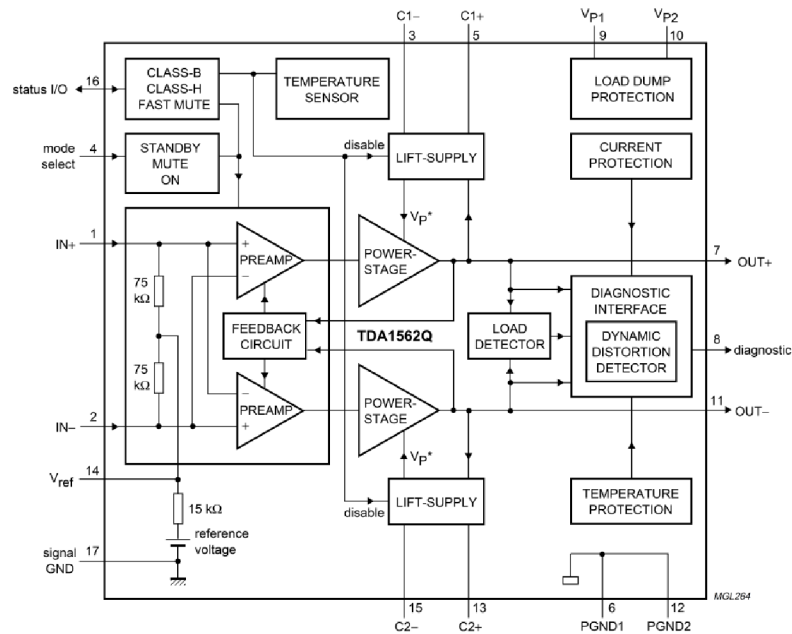 C1−
C1+
VP1
VP2
3
5
9
10
status I/O
16
CLASS-B
CLASS-H
FAST MUTE
TEMPERATURE
SENSOR
LOAD DUMP
PROTECTION
mode
select
4
STANDBY
MUTE
ON
disable
LIFT-SUPPLY
CURRENT
PROTECTION
VP*
IN+
1
+
−
PREAMP
POWER-
STAGE
7
OUT+
75
kΩ
FEEDBACK
CIRCUIT
TDA1562Q
LOAD
DETECTOR
DIAGNOSTIC
INTERFACE
DYNAMIC
DISTORTION
DETECTOR
8
diagnostic
75
kΩ
−
+
PREAMP
POWER-
STAGE
IN−
2
11
OUT−
VP*
Vref
14
15 kΩ
disable
LIFT-SUPPLY
TEMPERATURE
PROTECTION
reference
voltage
signal
GND
17
MGL264
15
13
6
12
C2−
C2+
PGND1
PGND2